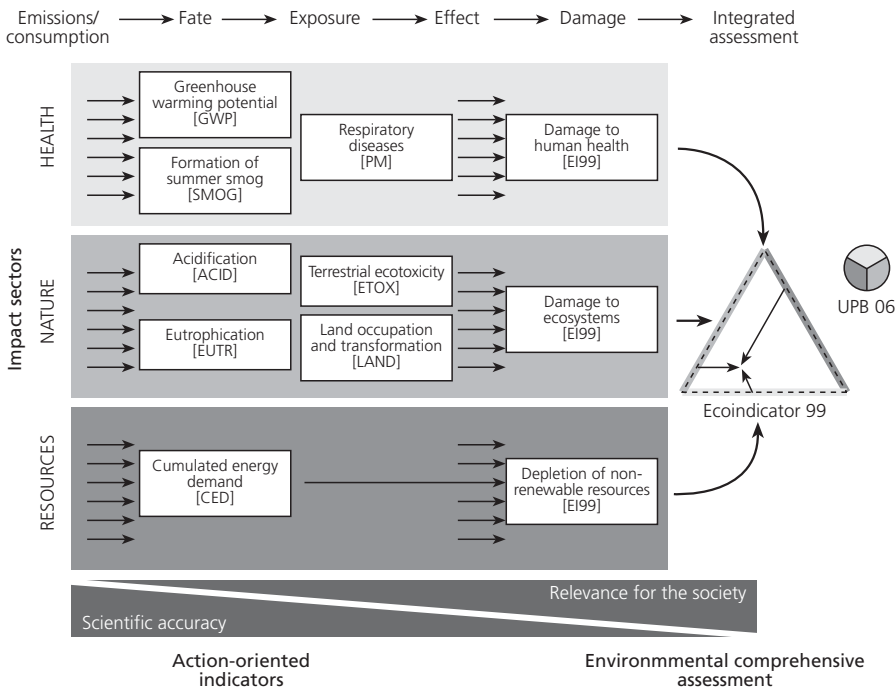 Emissions/
consumption
Fate
Exposure
Effect
Damage
Integrated
assessment
Impact sectors
HEALTH
Greenhouse
warming potential
[GWP]
Formation of
summer smog
[SMOG]
Respiratory
diseases
[PM]
Damage to
human health
[EI99]
NATURE
Acidification
[ACID]
Eutrophication
[EUTR]
Terrestrial ecotoxicity
[ETOX]
Land occupation
and transformation
[LAND]
Damage to
ecosystems
[EI99]
UPB 06
Ecoindicator 99
RESOURCES
Cumulated energy
demand
[CED]
Depletion of non-
renewable resources
[EI99]
Relevance for the society
Scientific accuracy
Action-oriented
indicators
Environmmental comprehensive
assessment